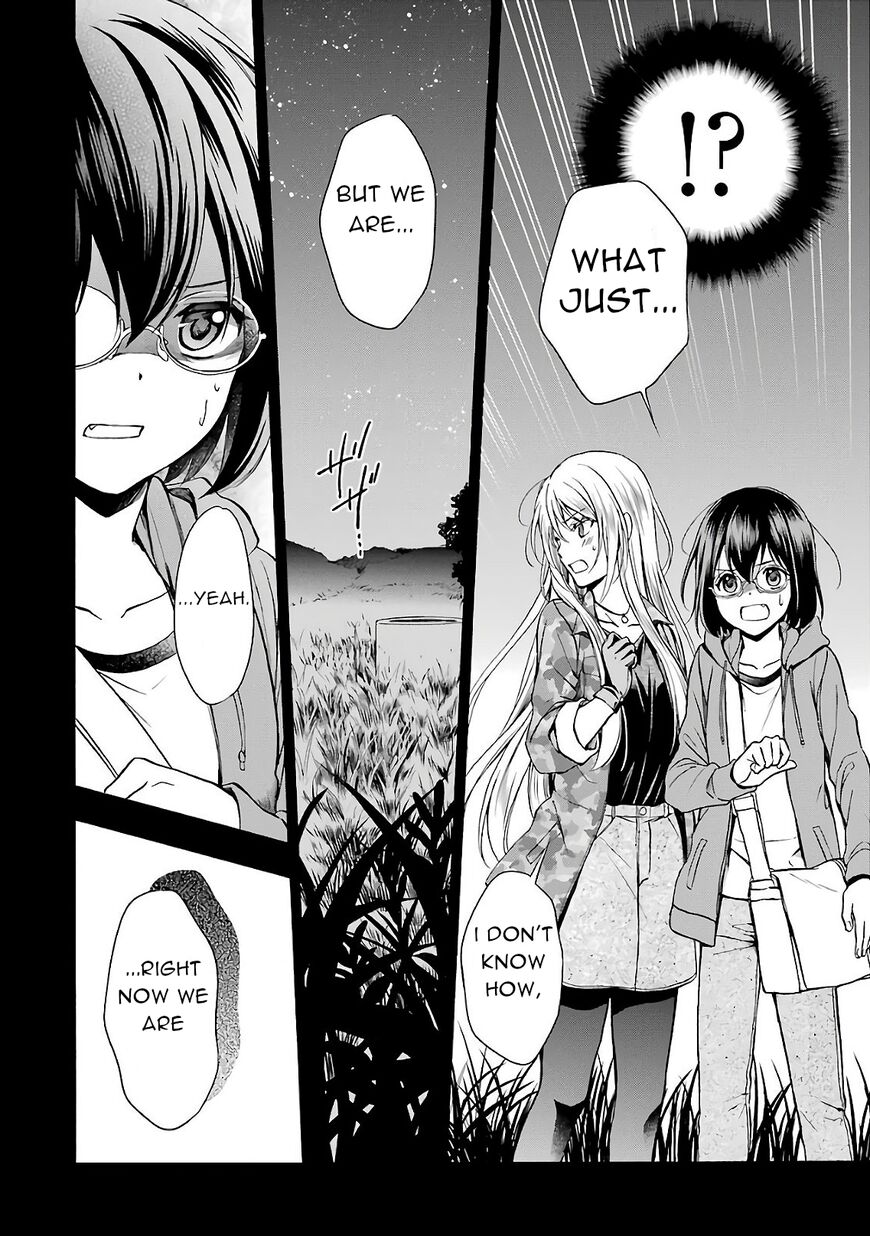 !?
WHAT
JUST...
I DON'T
KNOW
HOW,
BUT WE
ARE...
ザザ...
...YEAH.
...RIGHT
NOW WE
ARE